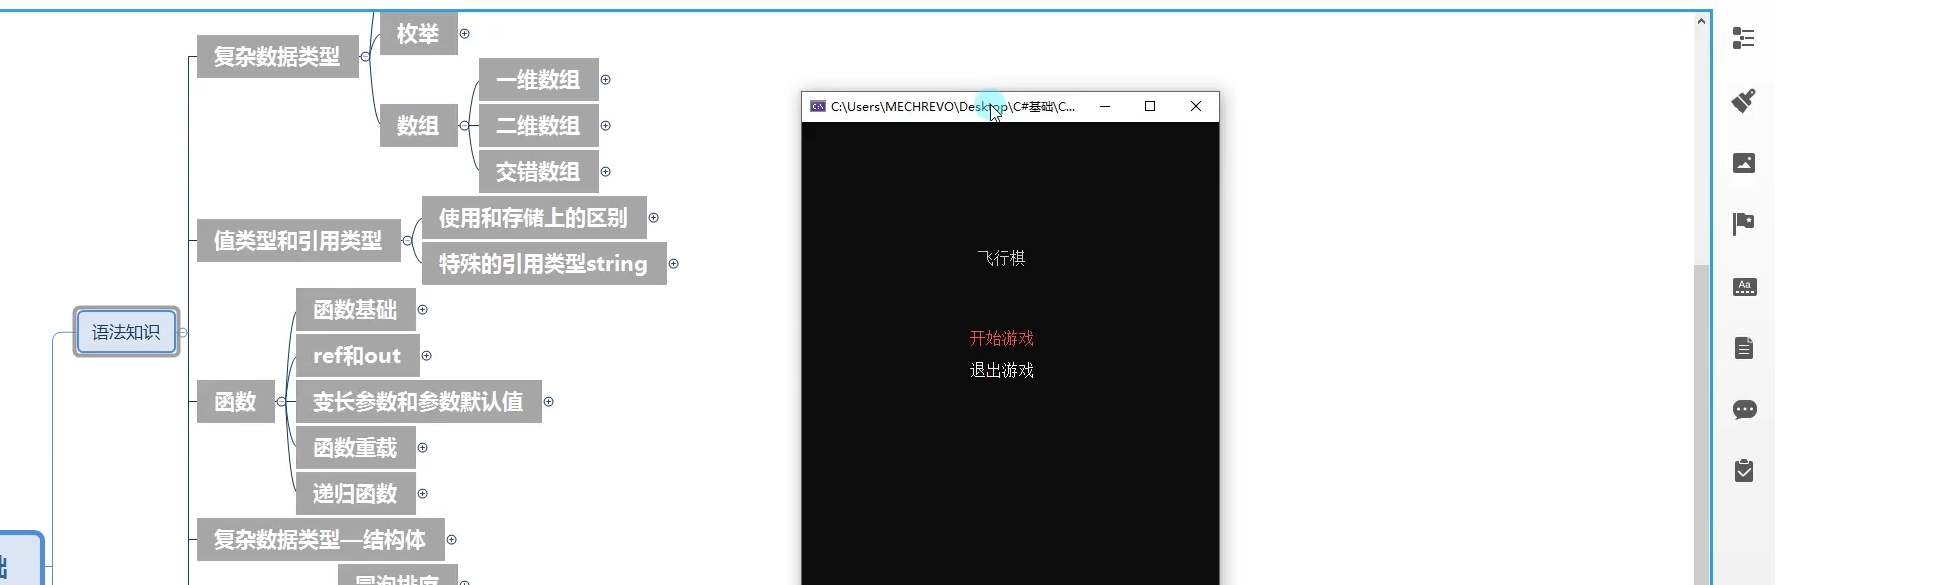 枚举
复杂数据类型
一维数组
数组
二维数组
交错数组
使用和存储上的区别
值类型和引用类型
特殊的引用类型string
函数基础
语法知识
ref和out
函数
变长参数和参数默认值
函数重载
递归函数
复杂数据类型—结构体
冒泡排序
C:\Users\MECHREVO\Desktop\C#基础\C...
飞行棋
开始游戏
退出游戏
Aa